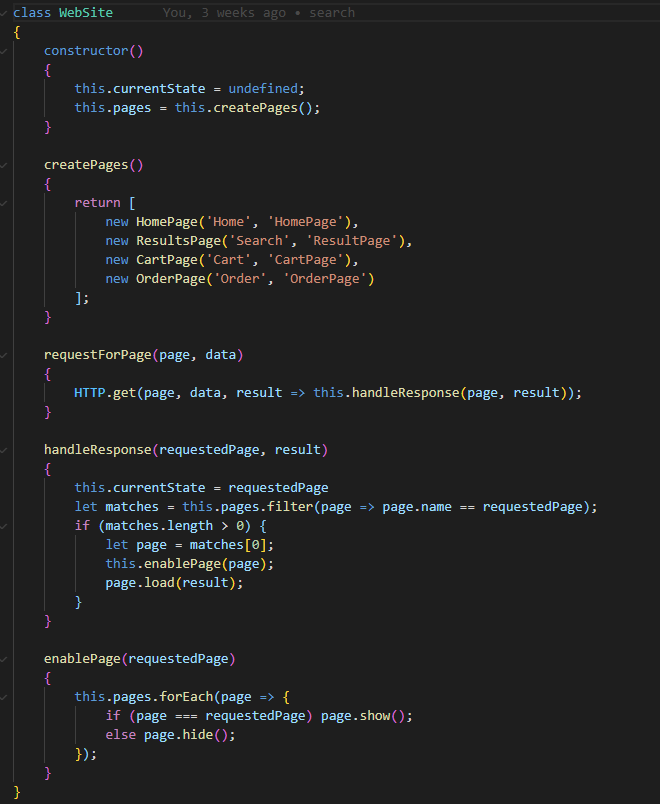 class WebSite You, 3 weeks ago • search
{
constructor()
{
this.currentState = undefined;
this.pages = this.createPages();
}
createPages()
{
return [
new HomePage('Home', 'HomePage'),
new ResultsPage('Search', 'ResultPage'),
new CartPage('Cart', 'CartPage'),
new OrderPage('Order', 'OrderPage')
];
}
requestForPage(page, data)
{
HTTP.get(page, data, result => this.handleResponse(page, result));
}
handleResponse(requestedPage, result)
{
this.currentState = requestedPage
let matches = this.pages.filter(page => page.name == requestedPage);
if (matches.length > 0) {
let page = matches[0];
this.enablePage(page);
page.load(result);
}
}
enablePage(requestedPage)
{
this.pages.forEach(page => {
if (page === requestedPage) page.show();
else page.hide();
});
}
}